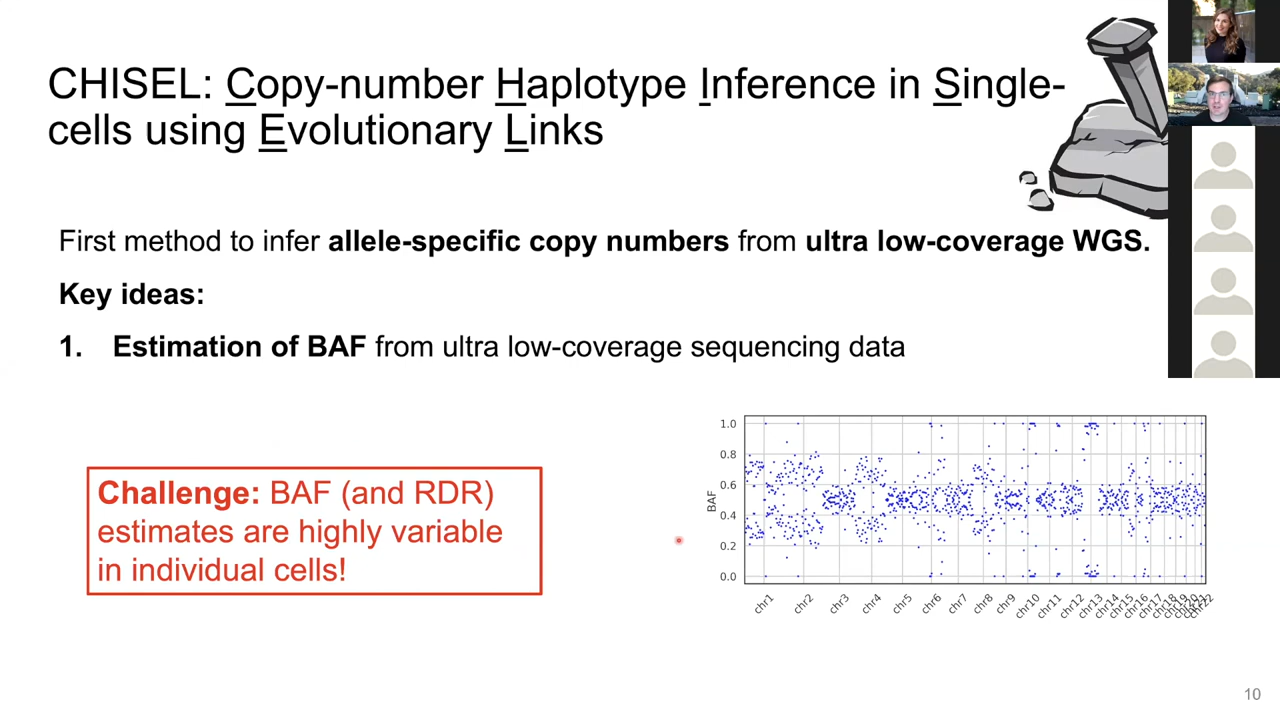 CHISEL: Copy-number Haplotype Inference in Single-
cells using Evolutionary Links
First method to infer allele-specific copy numbers from ultra low-coverage WGS.
Key ideas:
1. Estimation of BAF from ultra low-coverage sequencing data
Challenge: BAF (and RDR)
estimates are highly variable
in individual cells!
BAF
1.0
0.8
0.6
0.4
0.2
0.0
chr1
chr2
chr3
chr4
chr5
chr6
chr7
chr8
chr9
chr10
chr11
chr12
chr13
chr14
chr15
chr16
chr17
chr18
chr19
chr22
10